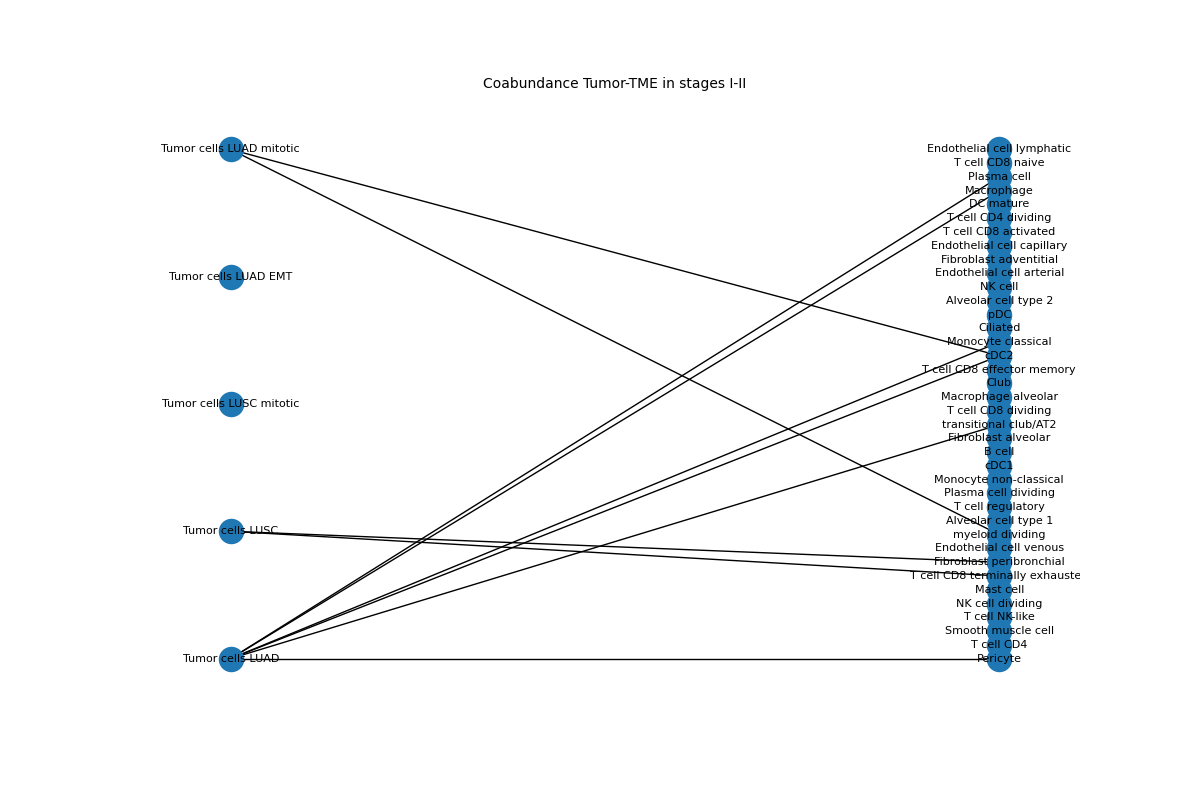 Coabundance Tumor-TME in stages I-II
Tumor cells LUAD mitotic
Tumor cells LUAD EMT
Tumor cells LUSC mitotic
Tumor cells LUSC
Tumor cells LUAD
Endothelial cell lymphatic
T cell CD8 naive
Plasma cell
Macrophage
DC mature
T cell CD4 dividing
T cell CD8 activated
Endothelial cell capillary
Fibroblast adventitial
Endothelial cell arterial
NK cell
Alveolar cell type 2
pDC
Ciliated
Monocyte classical
cDC2
T cell CD8 effector memory
Club
Macrophage alveolar
T cell CD8 dividing
transitional club/AT2
Fibroblast alveolar
B cell
cDC1
Monocyte non-classical
Plasma cell dividing
T cell regulatory
Alveolar cell type 1
myeloid dividing
Endothelial cell venous
Fibroblast peribronchial
T cell CD8 terminally exhauste
Mast cell
NK cell dividing
T cell NK-like
Smooth muscle cell
T cell CD4
Pericyte